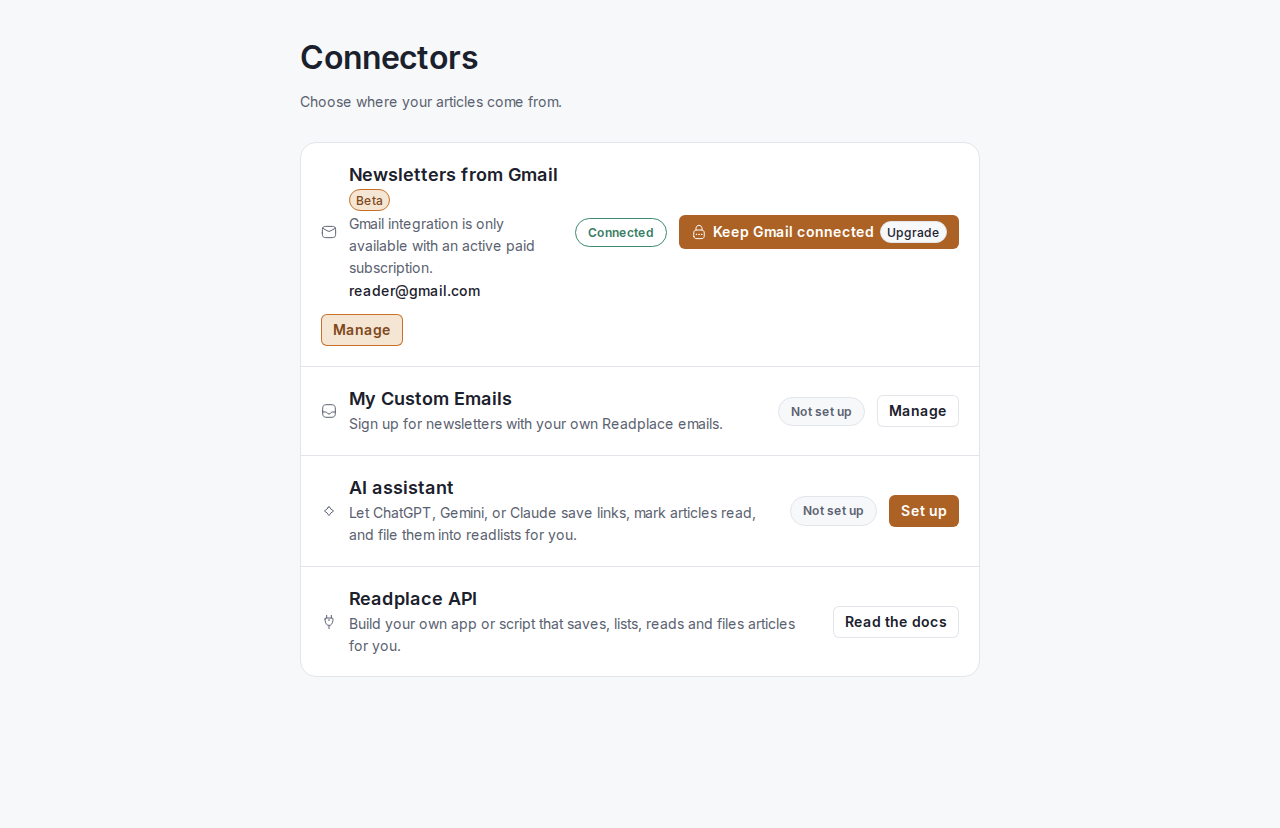 Connectors
Choose where your articles come from.
Newsletters from Gmail
Beta
Gmail integration is only
available with an active paid
subscription.
reader@gmail.com
Connected
Keep Gmail connected Upgrade
Manage
My Custom Emails
Sign up for newsletters with your own Readplace emails.
Not set up
Manage
AI assistant
Let ChatGPT, Gemini, or Claude save links, mark articles read,
and file them into readlists for you.
Not set up
Set up
Readplace API
Build your own app or script that saves, lists, reads and files articles
for you.
Read the docs